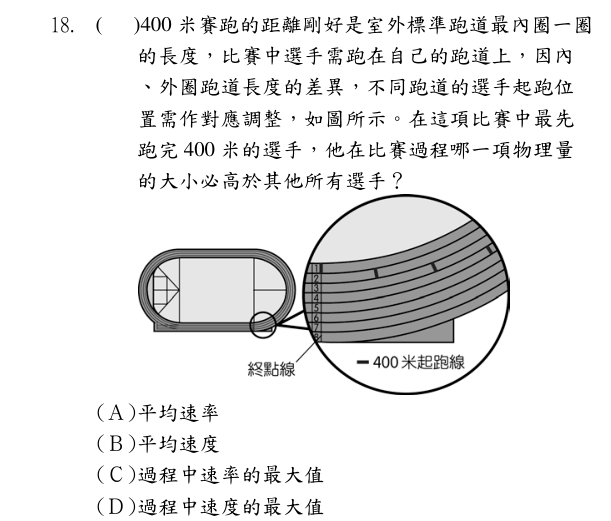 18. (　)400 米賽跑的距離剛好是室外標準跑道最內圈一圈
的長度，比賽中選手需跑在自己的跑道上，因內
、外圈跑道長度的差異，不同跑道的選手起跑位
置需作對應調整，如圖所示。在這項比賽中最先
跑完 400 米的選手，他在比賽過程哪一項物理量
的大小必高於其他所有選手？
1
2
3
4
5
6
7
8
終點線
400 米起跑線
(Ａ)平均速率
(Ｂ)平均速度
(Ｃ)過程中速率的最大值
(Ｄ)過程中速度的最大值